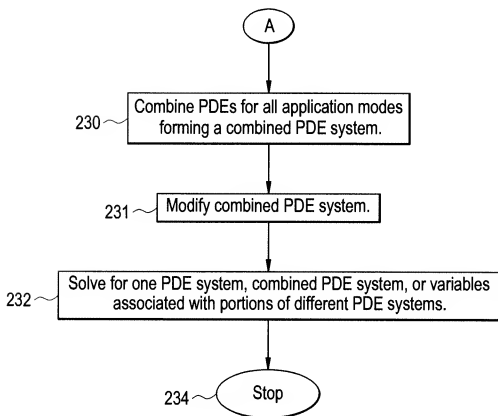 A
230
Combine PDEs for all application modes
forming a combined PDE system.
231
Modify combined PDE system.
232
Solve for one PDE system, combined PDE system, or variables
associated with portions of different PDE systems.
234
Stop